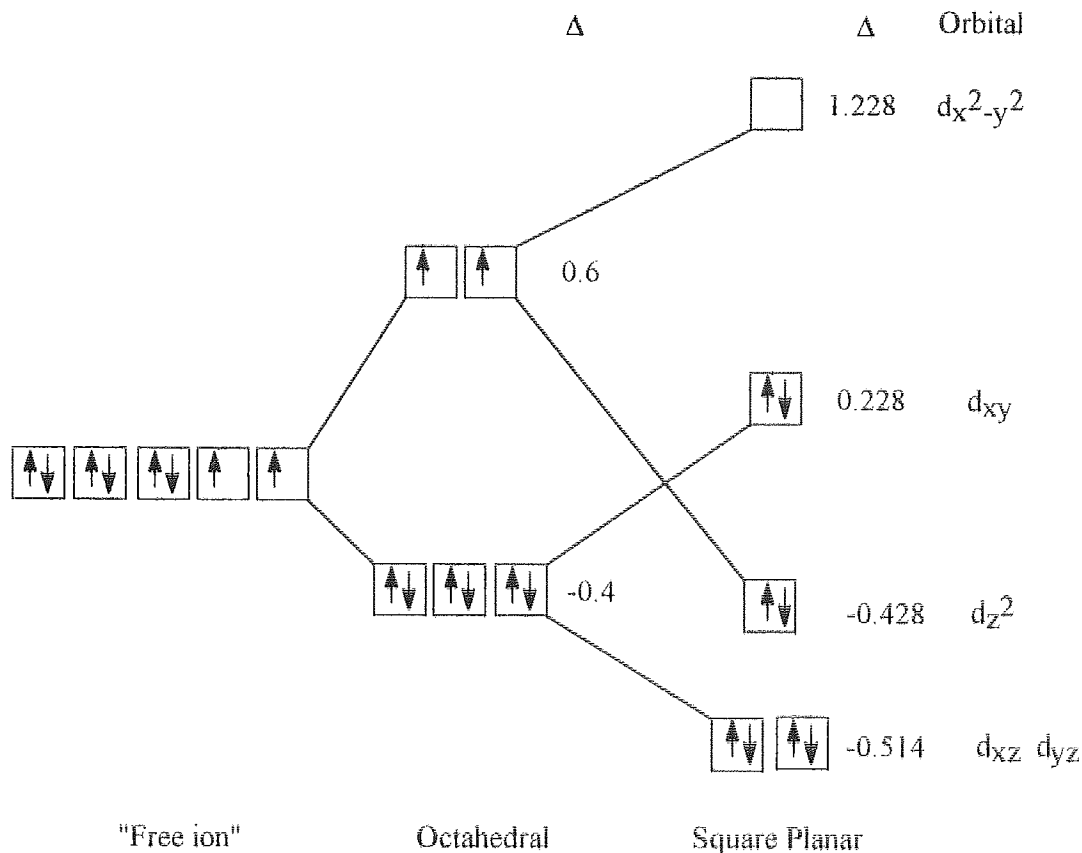 Δ Δ Orbital
1.228 dx2-y2
0.6
0.228 dxy
-0.4
-0.428 dz2
-0.514 dxz dyz
"Free ion" Octahedral Square Planar